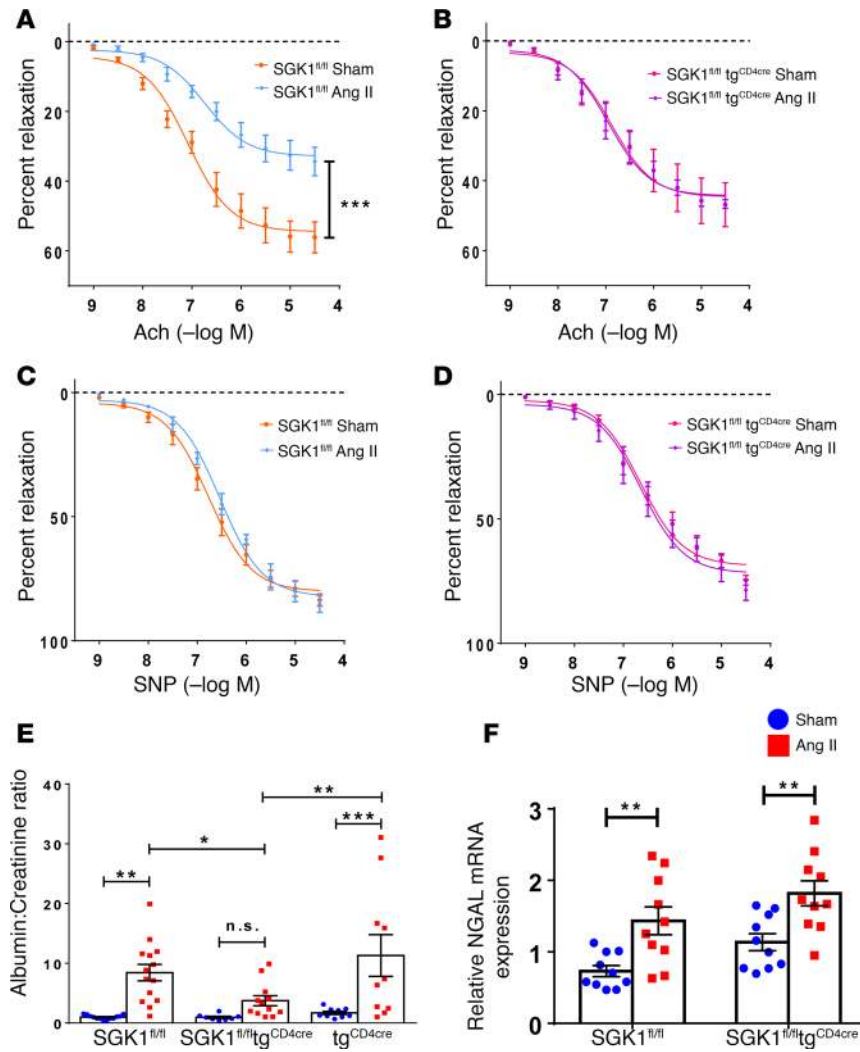 A
0
20
40
60
Percent relaxation
SGK1fl/fl Sham
SGK1fl/fl Ang II
***
9 8 7 6 5 4
Ach (–log M)
B
0
20
40
60
Percent relaxation
SGK1fl/fl tgCD4cre Sham
SGK1fl/fl tgCD4cre Ang II
9 8 7 6 5 4
Ach (–log M)
C
0
50
100
Percent relaxation
SGK1fl/fl Sham
SGK1fl/fl Ang II
9 8 7 6 5 4
SNP (–log M)
D
0
50
100
Percent relaxation
SGK1fl/fl tgCD4cre Sham
SGK1fl/fl tgCD4cre Ang II
9 8 7 6 5 4
SNP (–log M)
E
Albumin:Creatinine ratio
40
30
20
10
0
**
*
n.s.
**
***
SGK1fl/fl SGK1fl/fltgCD4cre tgCD4cre
F
Sham
Ang II
Relative NGAL mRNA
expression
3
2
1
0
**
**
SGK1fl/fl SGK1fl/fltgCD4cre